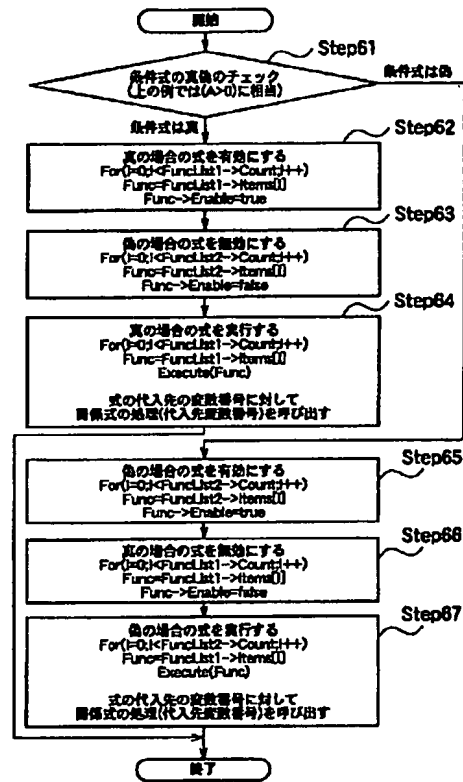 開始
Step61
条件式の真偽のチェック
(上の例では(A>0)に相当)
条件式は偽
条件式は真
Step62
真の場合の式を有効にする
For(i=0;i<FuncList1->Count;i++)
Func=FuncList1->Items[i]
Func->Enable=true
Step63
偽の場合の式を無効にする
For(i=0;i<FuncList2->Count;i++)
Func=FuncList2->Items[i]
Func->Enable=false
Step64
真の場合の式を実行する
For(i=0;i<FuncList1->Count;i++)
Func=FuncList1->Items[i]
Execute(Func)
式の代入先の変数番号に対して
関係式の処理(代入先変数番号)を呼び出す
Step65
偽の場合の式を有効にする
For(i=0;i<FuncList2->Count;i++)
Func=FuncList2->Items[i]
Func->Enable=true
Step66
真の場合の式を無効にする
For(i=0;i<FuncList1->Count;i++)
Func=FuncList1->Items[i]
Func->Enable=false
Step67
偽の場合の式を実行する
For(i=0;i<FuncList2->Count;i++)
Func=FuncList1->Items[i]
Execute(Func)
式の代入先の変数番号に対して
関係式の処理(代入先変数番号)を呼び出す
終了